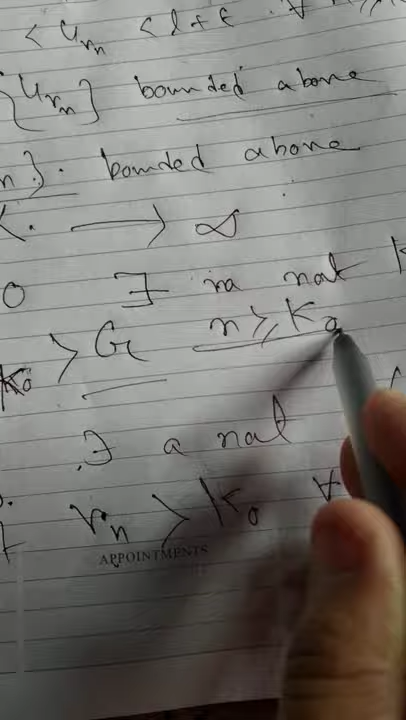 < u_{r_n} < l + ε . ∀ n
{u_{r_n}} bounded above
n}. bounded above
⟶ ∞
0 ∃ a nat K
k_0 > G n ≥ K_0
∃ a nat
r_n > k_0 ∀
APPOINTMENTS